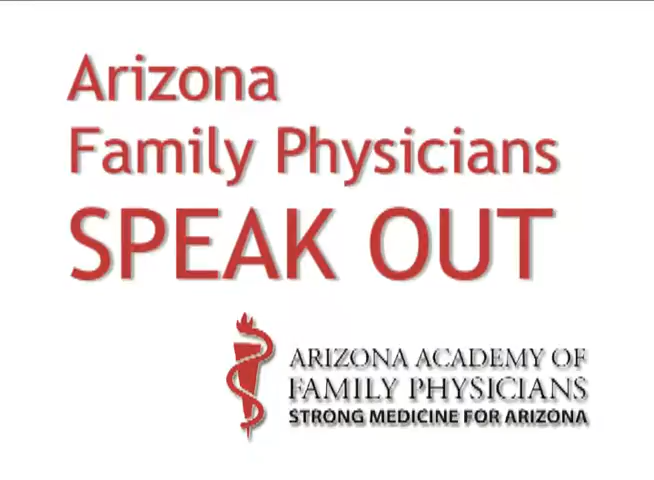 Arizona
Family Physicians
SPEAK OUT
ARIZONA ACADEMY OF
FAMILY PHYSICIANS
STRONG MEDICINE FOR ARIZONA